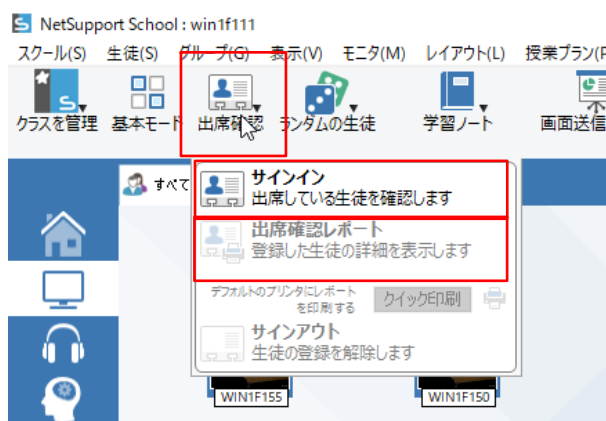 NetSupport School : win1f111
スクール(S) 生徒(S) グループ(G) 表示(V) モニタ(M) レイアウト(L) 授業プラン(P
クラスを管理 基本モード 出席確認 ランダムの生徒 学習ノート 画面送信
すべて
サインイン
出席している生徒を確認します
出席確認レポート
登録した生徒の詳細を表示します
デフォルトのプリンタにレポート
を印刷する
クイック印刷
サインアウト
生徒の登録を解除します
WIN1F155 WIN1F150